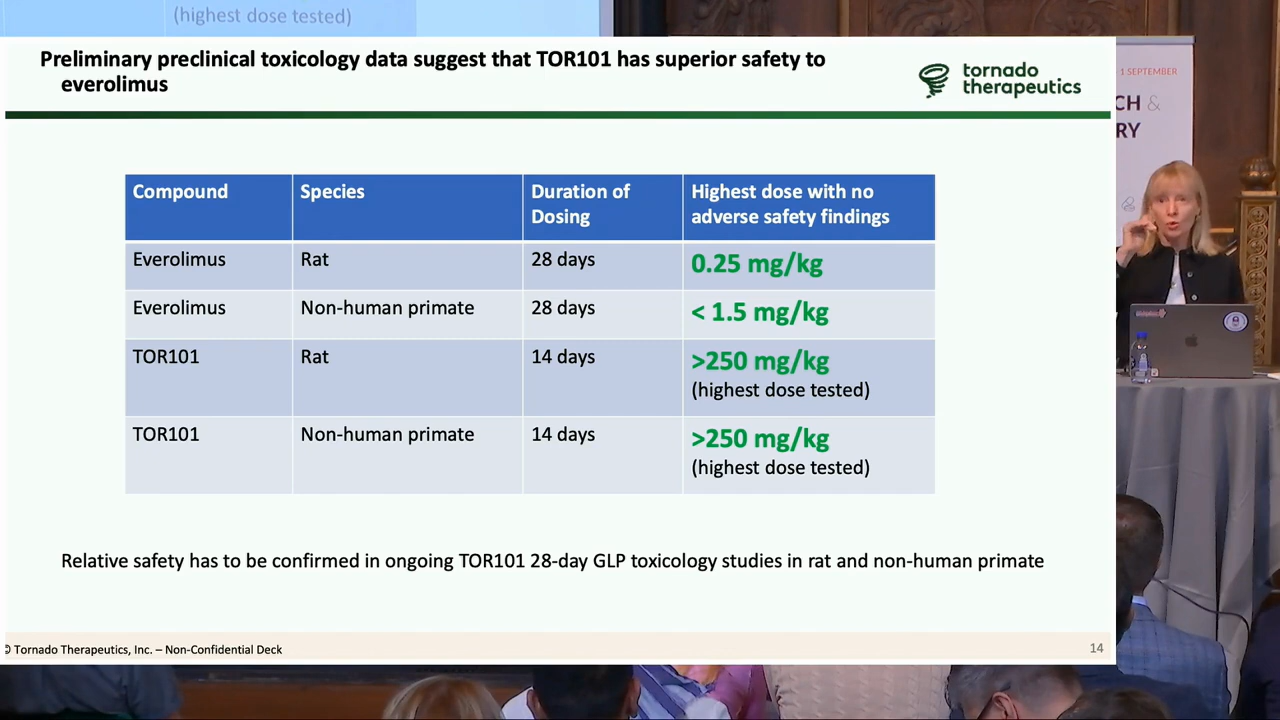 (highest dose tested)
Preliminary preclinical toxicology data suggest that TOR101 has superior safety to
everolimus
tornado
therapeutics
Compound Species Duration of Dosing Highest dose with no adverse safety findings
Everolimus Rat 28 days 0.25 mg/kg
Everolimus Non-human primate 28 days < 1.5 mg/kg
TOR101 Rat 14 days >250 mg/kg
(highest dose tested)
TOR101 Non-human primate 14 days >250 mg/kg
(highest dose tested)
Relative safety has to be confirmed in ongoing TOR101 28-day GLP toxicology studies in rat and non-human primate
© Tornado Therapeutics, Inc. – Non-Confidential Deck
14
1 SEPTEMBER
CH &
RY